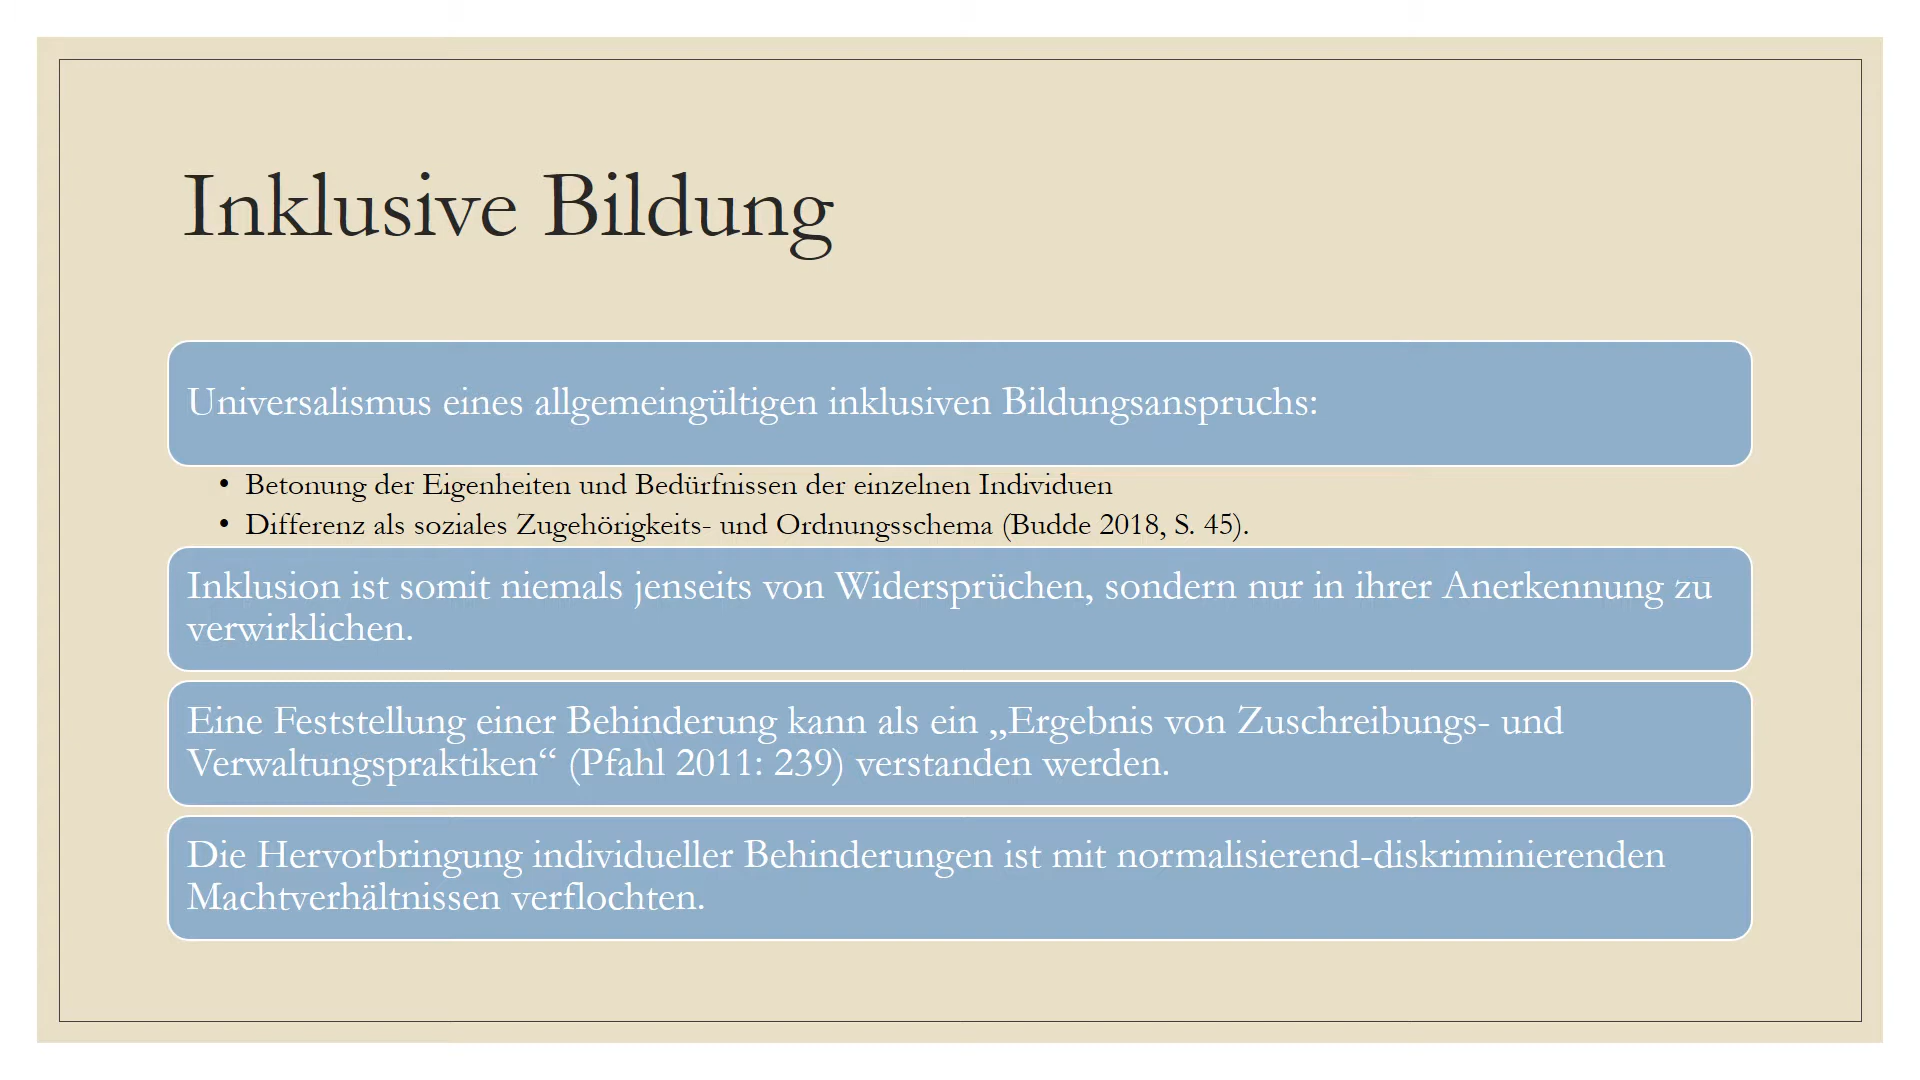 Inklusive Bildung
Universalismus eines allgemeingültigen inklusiven Bildungsanspruchs:
• Betonung der Eigenheiten und Bedürfnissen der einzelnen Individuen
• Differenz als soziales Zugehörigkeits- und Ordnungsschema (Budde 2018, S. 45).
Inklusion ist somit niemals jenseits von Widersprüchen, sondern nur in ihrer Anerkennung zu
verwirklichen.
Eine Feststellung einer Behinderung kann als ein „Ergebnis von Zuschreibungs- und
Verwaltungspraktiken“ (Pfahl 2011: 239) verstanden werden.
Die Hervorbringung individueller Behinderungen ist mit normalisierend-diskriminierenden
Machtverhältnissen verflochten.